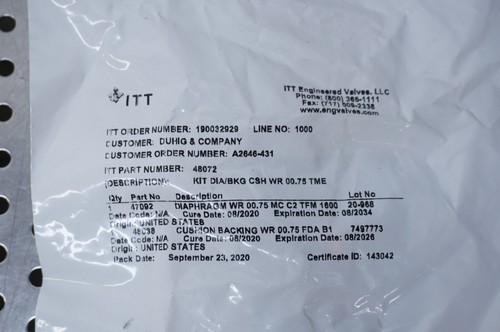 ITT
ITT Engineered Valves, LLC
Phone: (800) 366-1111
Fax: (717) 509-2336
www.engvalves.com
ITT ORDER NUMBER: 190032929 LINE NO: 1000
CUSTOMER: DUHIG & COMPANY
CUSTOMER ORDER NUMBER: A2646-431
ITT PART NUMBER: 48072
DESCRIPTION: KIT DIA/BKG CSH WR 00.75 TME
Qty Part No Description Lot No
1 47092 DIAPHRAGM WR 00.75 MC C2 TFM 1600 20-968
Date Code: N/A Cure Date: 08/2020 Expiration Date: 08/2034
Origin: UNITED STATES
1 48038 CUSHION BACKING WR 00.75 FDA B1 7497773
Date Code: N/A Cure Date: 08/2020 Expiration Date: 08/2026
Origin: UNITED STATES
Pack Date: September 23, 2020 Certificate ID: 143042